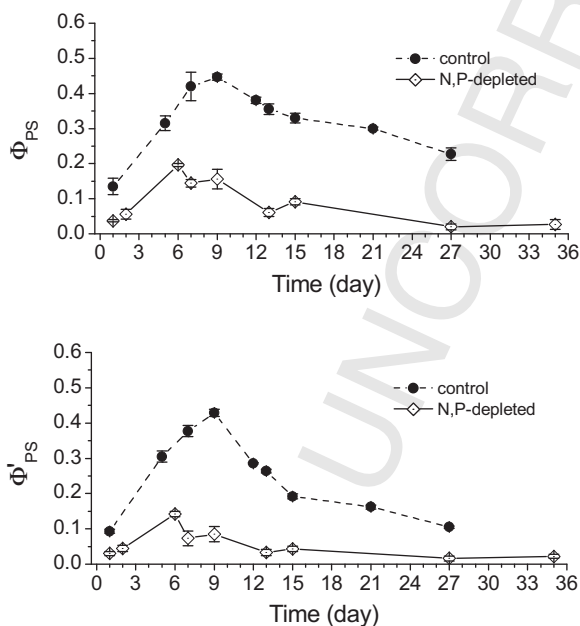 0.6
0.5
0.4
0.3
0.2
0.1
0.0
Φ_PS
control
N,P-depleted
0 3 6 9 12 15 18 21 24 27 30 33 36
Time (day)
0.6
0.5
0.4
0.3
0.2
0.1
0.0
Φ'_PS
control
N,P-depleted
0 3 6 9 12 15 18 21 24 27 30 33 36
Time (day)
UNCORR